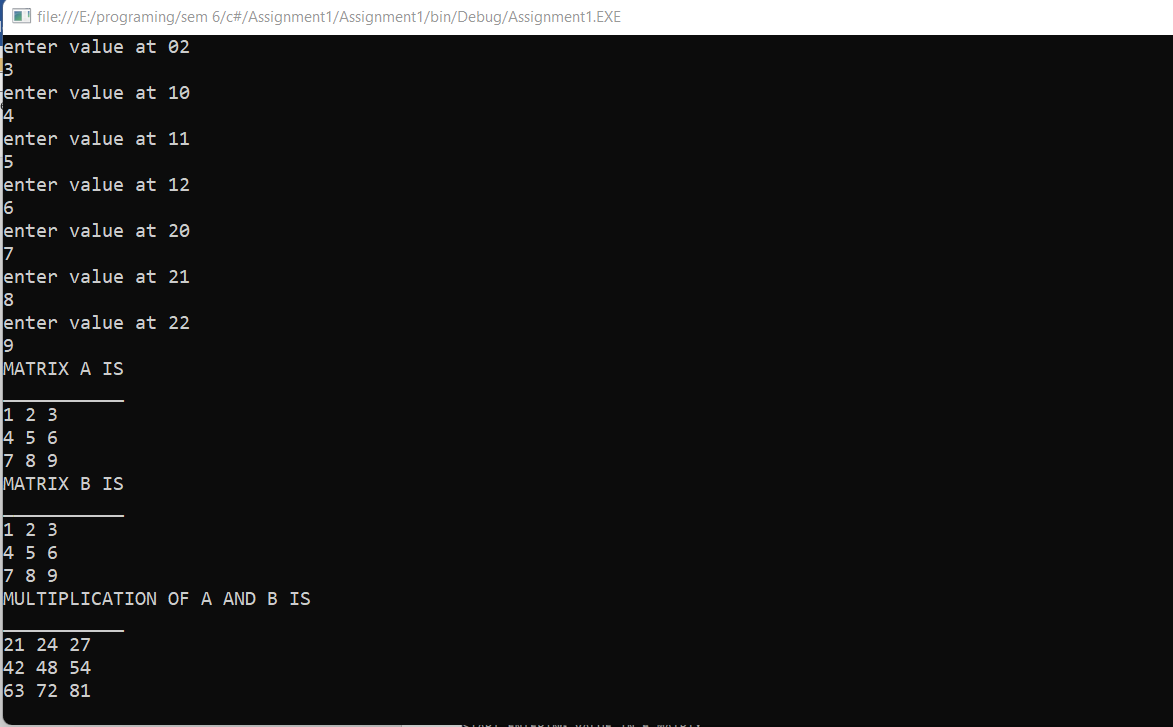 file:///E:/programing/sem 6/c#/Assignment1/Assignment1/bin/Debug/Assignment1.EXE
enter value at 02
3
enter value at 10
4
enter value at 11
5
enter value at 12
6
enter value at 20
7
enter value at 21
8
enter value at 22
9
MATRIX A IS
___________
1 2 3
4 5 6
7 8 9
MATRIX B IS
___________
1 2 3
4 5 6
7 8 9
MULTIPLICATION OF A AND B IS
___________
21 24 27
42 48 54
63 72 81